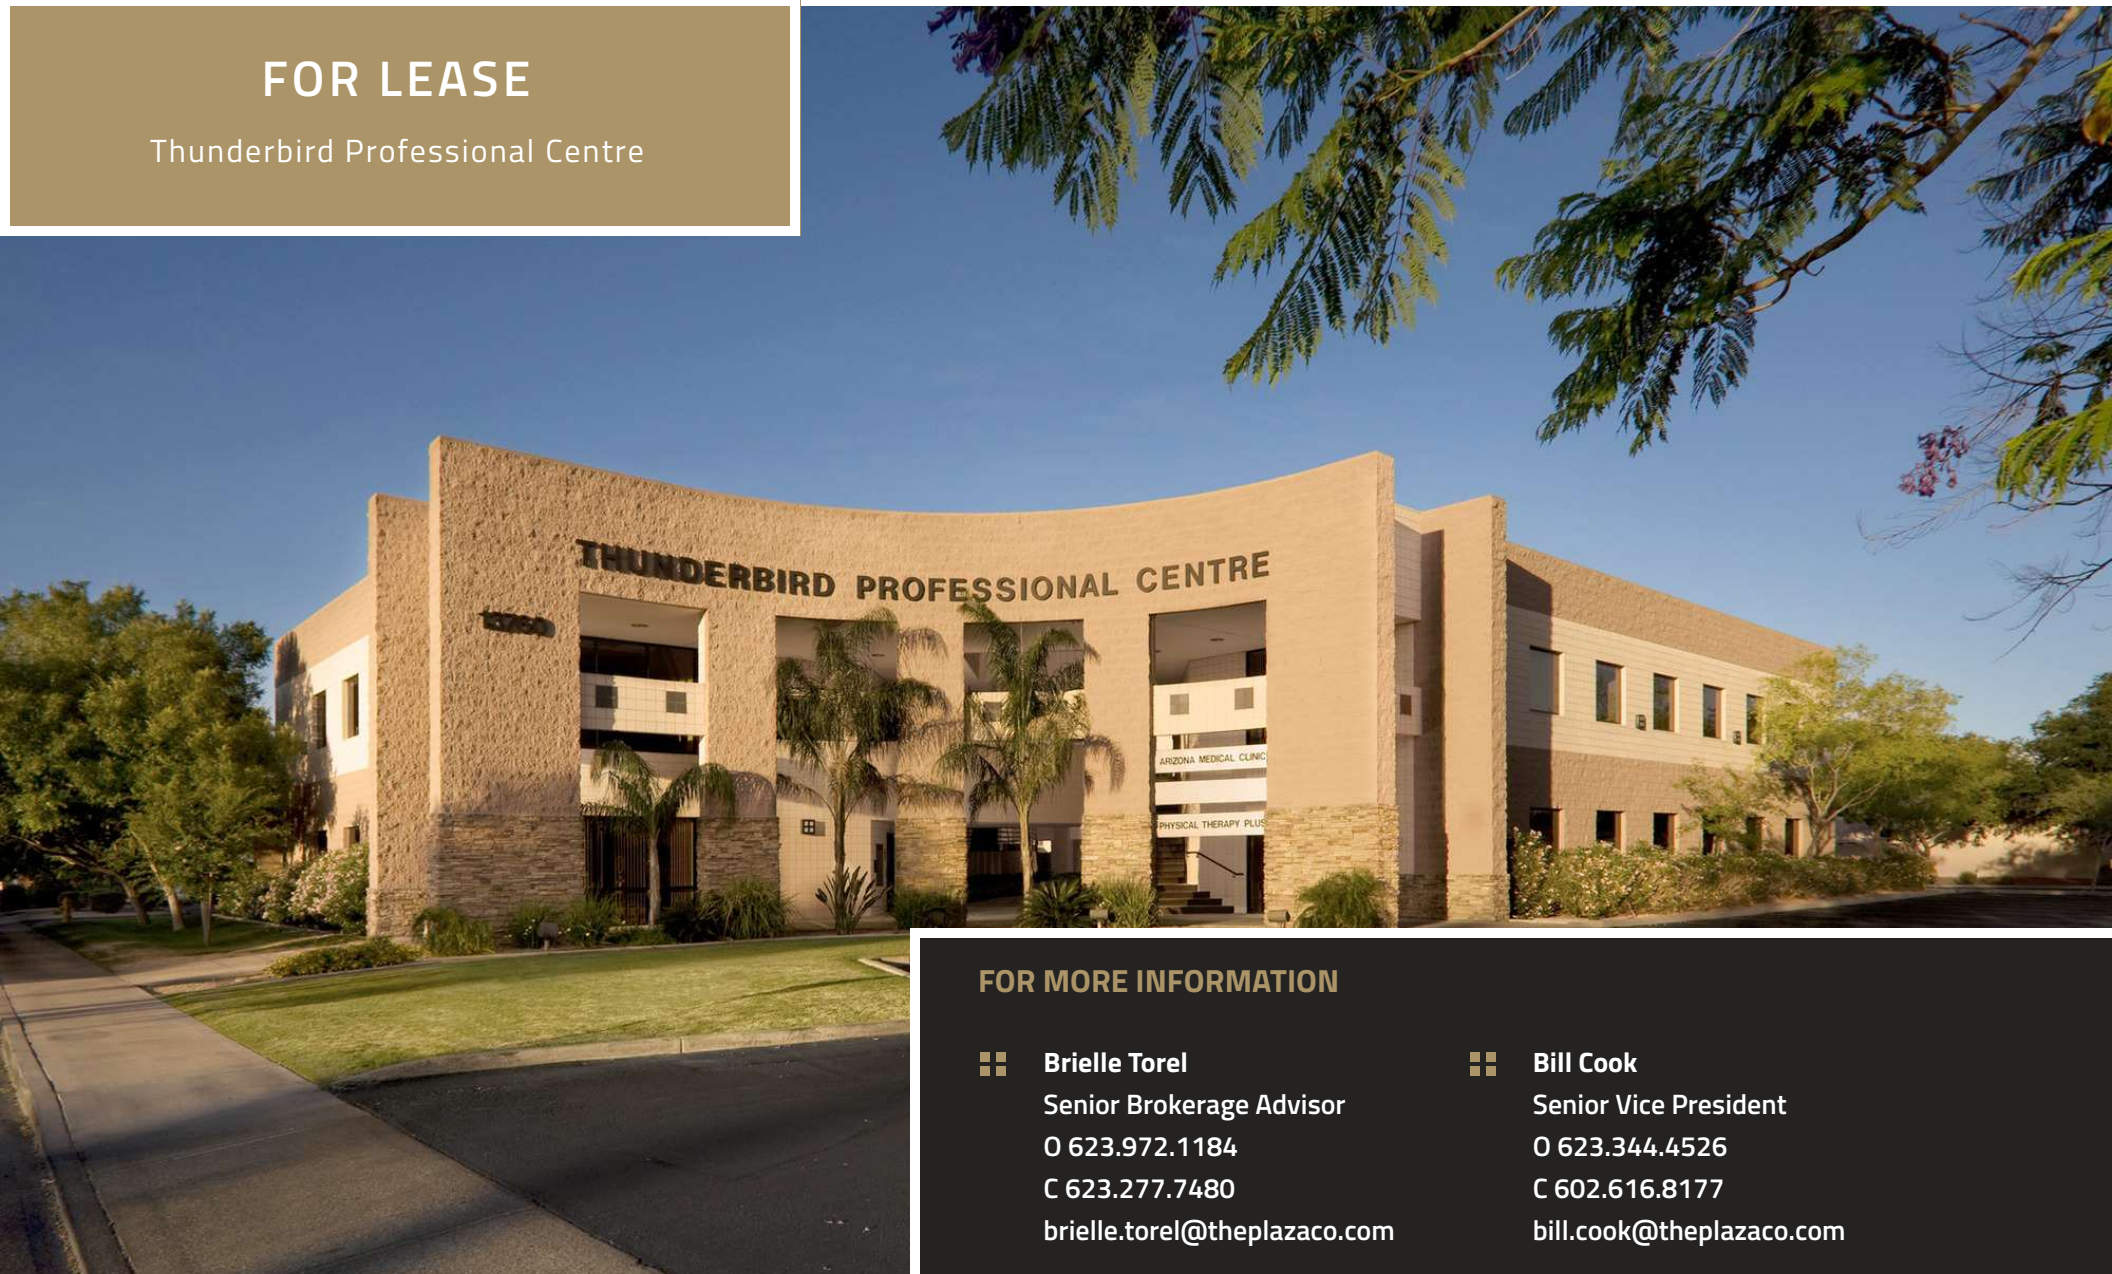 FOR LEASE
Thunderbird Professional Centre
THUNDERBIRD PROFESSIONAL CENTRE
13760
ARIZONA MEDICAL CLINIC
PHYSICAL THERAPY PLUS
FOR MORE INFORMATION
Brielle Torel
Senior Brokerage Advisor
O 623.972.1184
C 623.277.7480
brielle.torel@theplazaco.com
Bill Cook
Senior Vice President
O 623.344.4526
C 602.616.8177
bill.cook@theplazaco.com